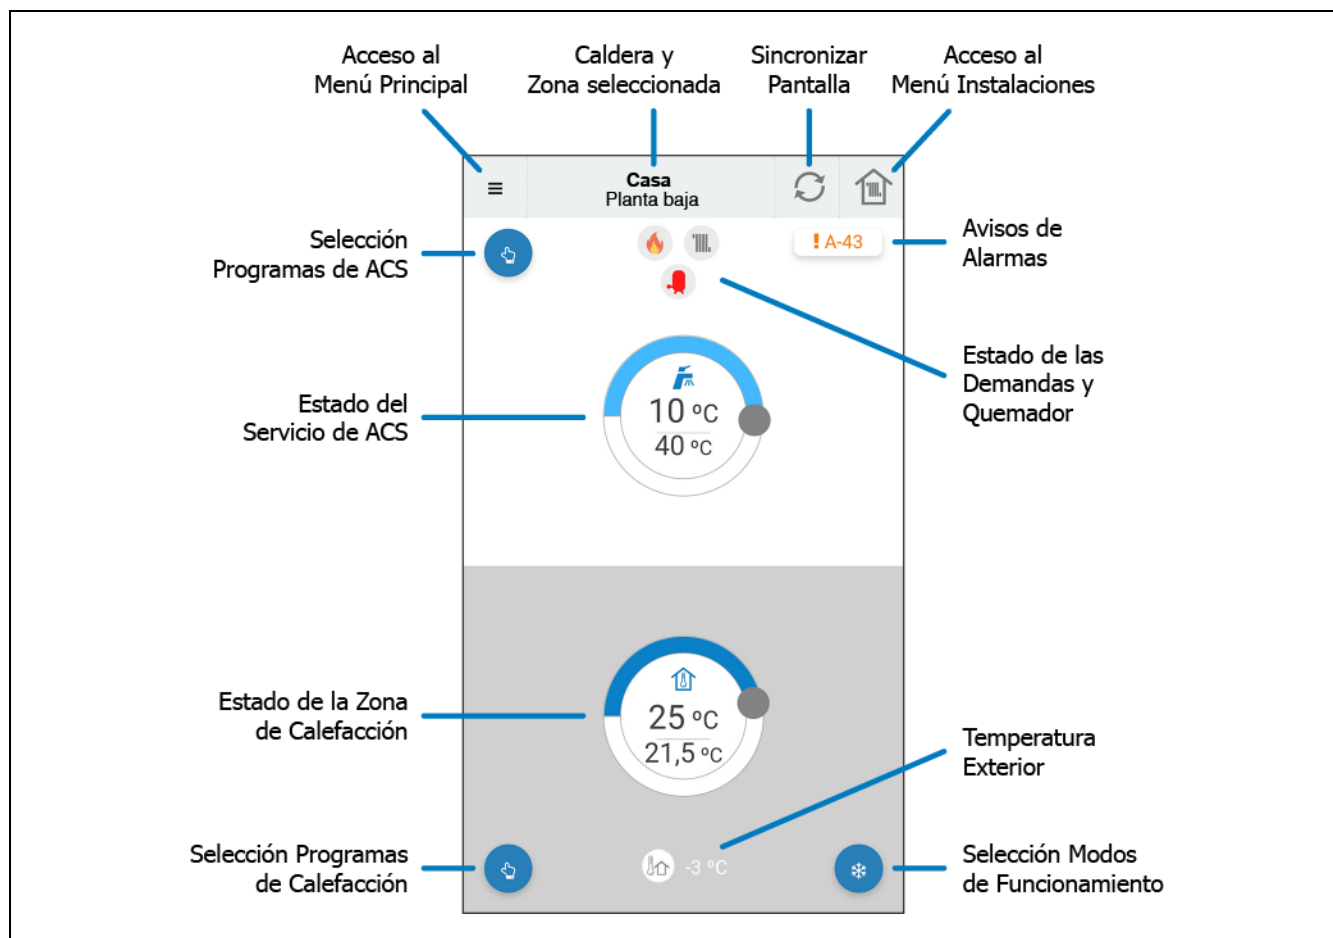 Acceso al
Menú Principal
Caldera y
Zona seleccionada
Sincronizar
Pantalla
Acceso al
Menú Instalaciones
Casa
Planta baja
Selección
Programas de ACS
! A-43
Avisos de
Alarmas
Estado de las
Demandas y
Quemador
Estado del
Servicio de ACS
10 ºC
40 ºC
Estado de la Zona
de Calefacción
25 ºC
21,5 ºC
Temperatura
Exterior
Selección Programas
de Calefacción
-3 ºC
Selección Modos
de Funcionamiento